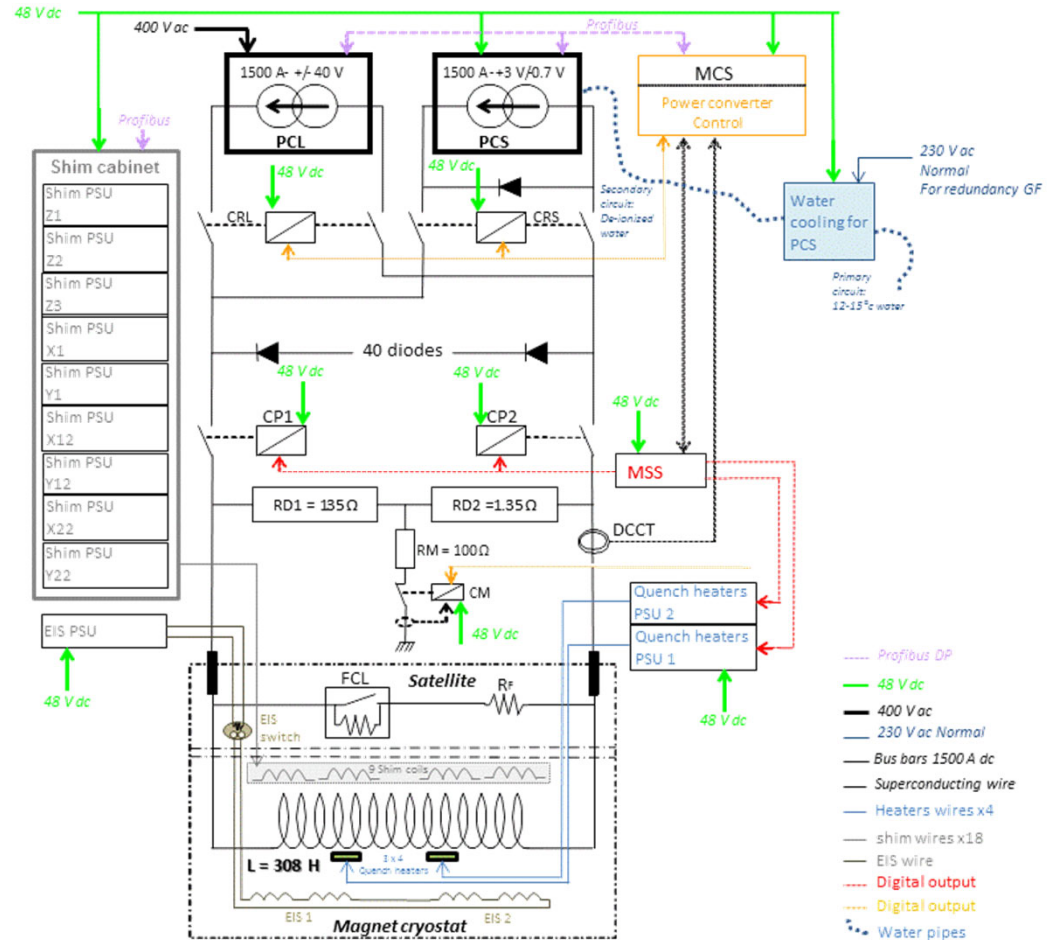 48 V dc
400 V ac
Profibus
1500 A- +/- 40 V
PCL
1500 A-+3 V/0.7 V
PCS
MCS
Power converter
Control
Profibus
Shim cabinet
Shim PSU
Z1
Shim PSU
Z2
Shim PSU
Z3
Shim PSU
X1
Shim PSU
Y1
Shim PSU
X12
Shim PSU
Y12
Shim PSU
X22
Shim PSU
Y22
48 V dc
48 V dc
CRL
CRS
Secondary
circuit:
De-ionized
water
230 V ac
Normal
For redundancy GF
Water
cooling for
PCS
Primary
circuit:
12-15°c water
40 diodes
48 V dc
48 V dc
48 V dc
CP1
CP2
MSS
RD1 = 135Ω
RD2 =1.35Ω
DCCT
RM = 100Ω
CM
48 V dc
Quench heaters
PSU 2
Quench heaters
PSU 1
48 V dc
EIS PSU
48 V dc
FCL
Satellite
RF
EIS
switch
9 Shim coils
L = 308 H
3 x 4
Quench heaters
EIS 1
EIS 2
Magnet cryostat
Profibus DP
48 V dc
400 V ac
230 V ac Normal
Bus bars 1500 A dc
Superconducting wire
Heaters wires x4
shim wires x18
EIS wire
Digital output
Digital output
Water pipes